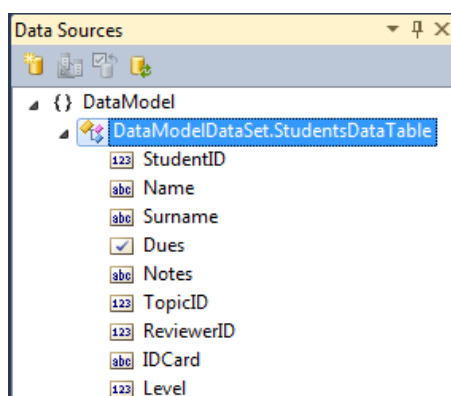 Data Sources
{} DataModel
DataModelDataSet.StudentsDataTable
123 StudentID
abc Name
abc Surname
Dues
abc Notes
123 TopicID
123 ReviewerID
abc IDCard
123 Level